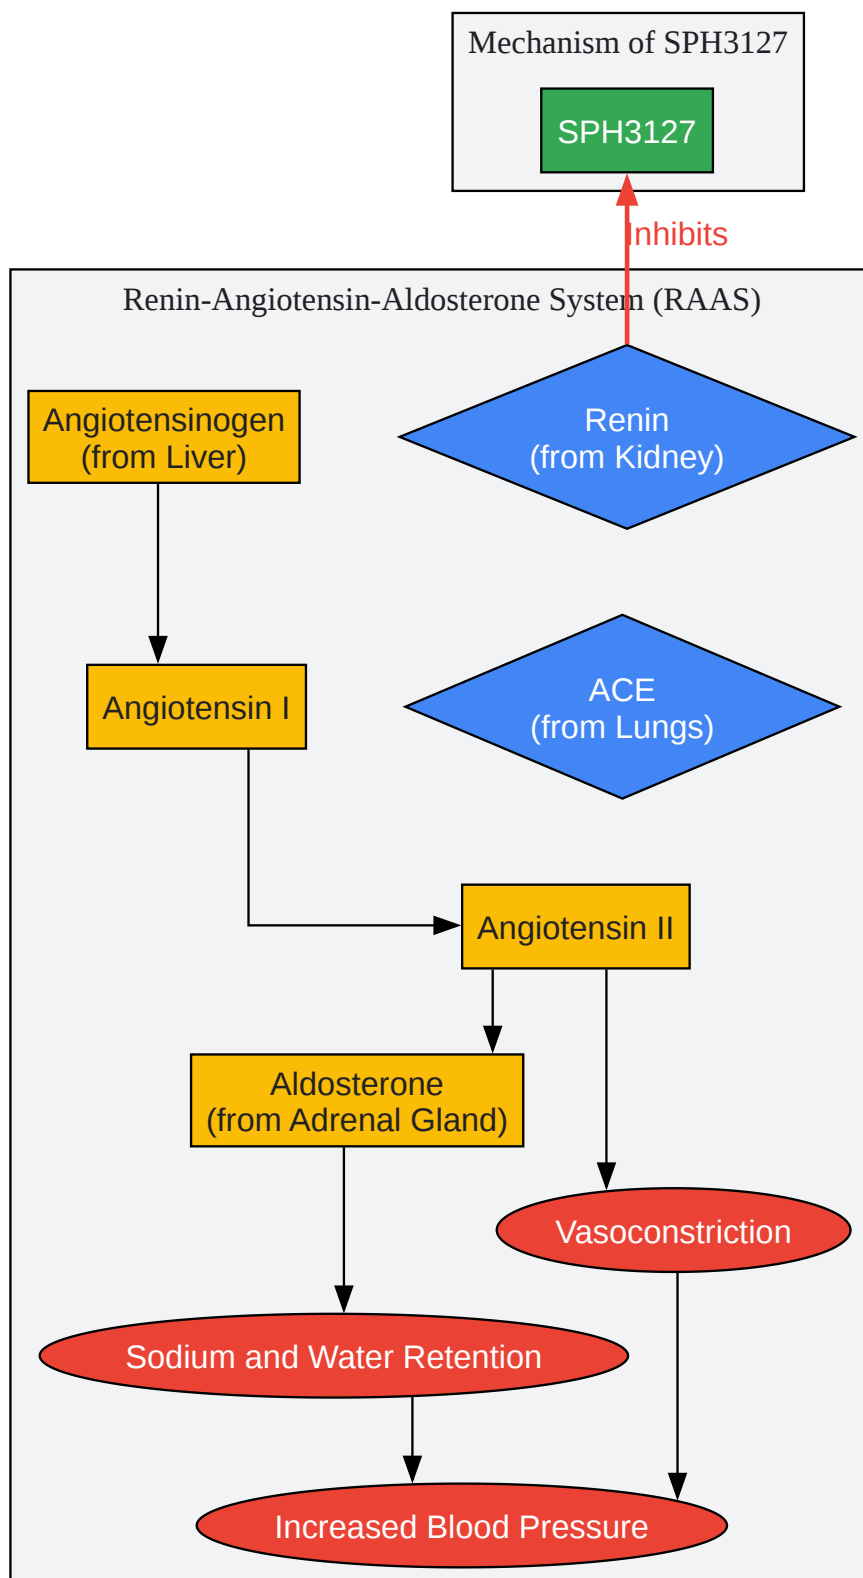 Mechanism of SPH3127
SPH3127
Inhibits
Renin-Angiotensin-Aldosterone System (RAAS)
Angiotensinogen
(from Liver)
Renin
(from Kidney)
Angiotensin I
ACE
(from Lungs)
Angiotensin II
Aldosterone
(from Adrenal Gland)
Vasoconstriction
Sodium and Water Retention
Increased Blood Pressure